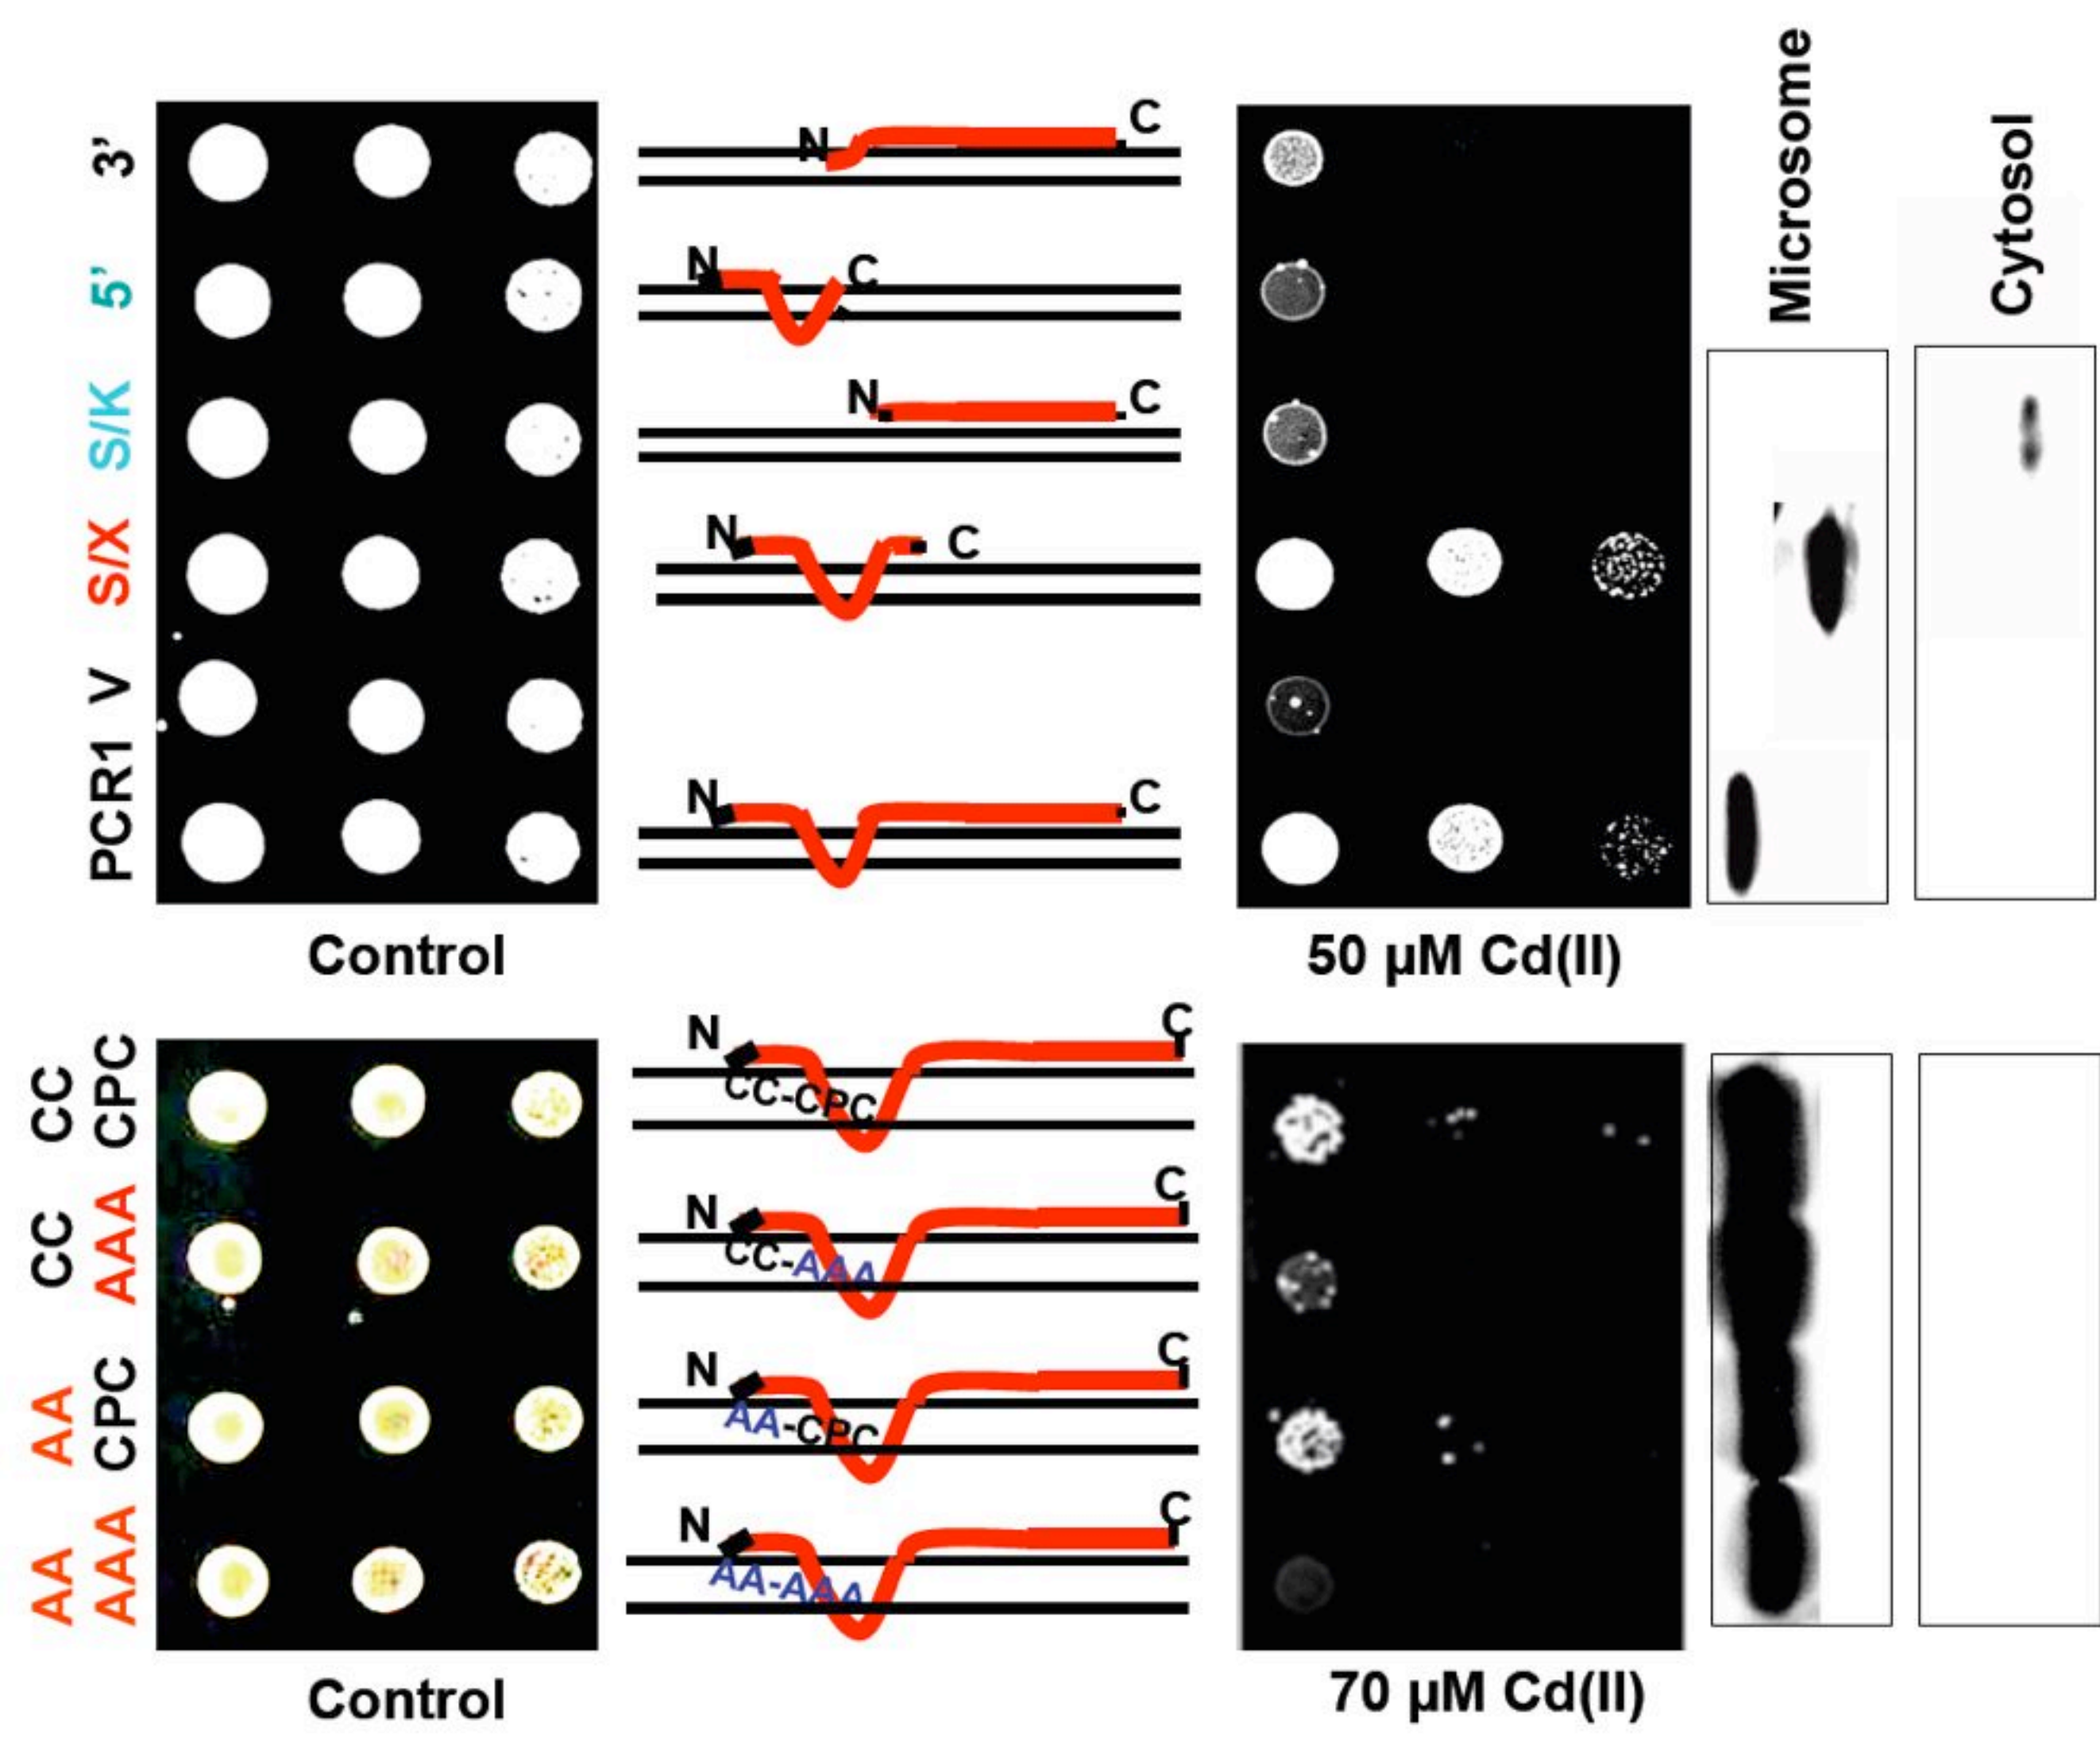 Microsome
Cytosol
3’
N
C
5’
N
C
S/K
N
C
S/X
N
C
V
PCR1
N
C
Control
50 µM Cd(II)
CC
CPC
N
C
CC-CPC
CC
AAA
N
C
CC-AAA
AA
CPC
N
C
AA-CPC
AA
AAA
N
C
AA-AAA
Control
70 µM Cd(II)